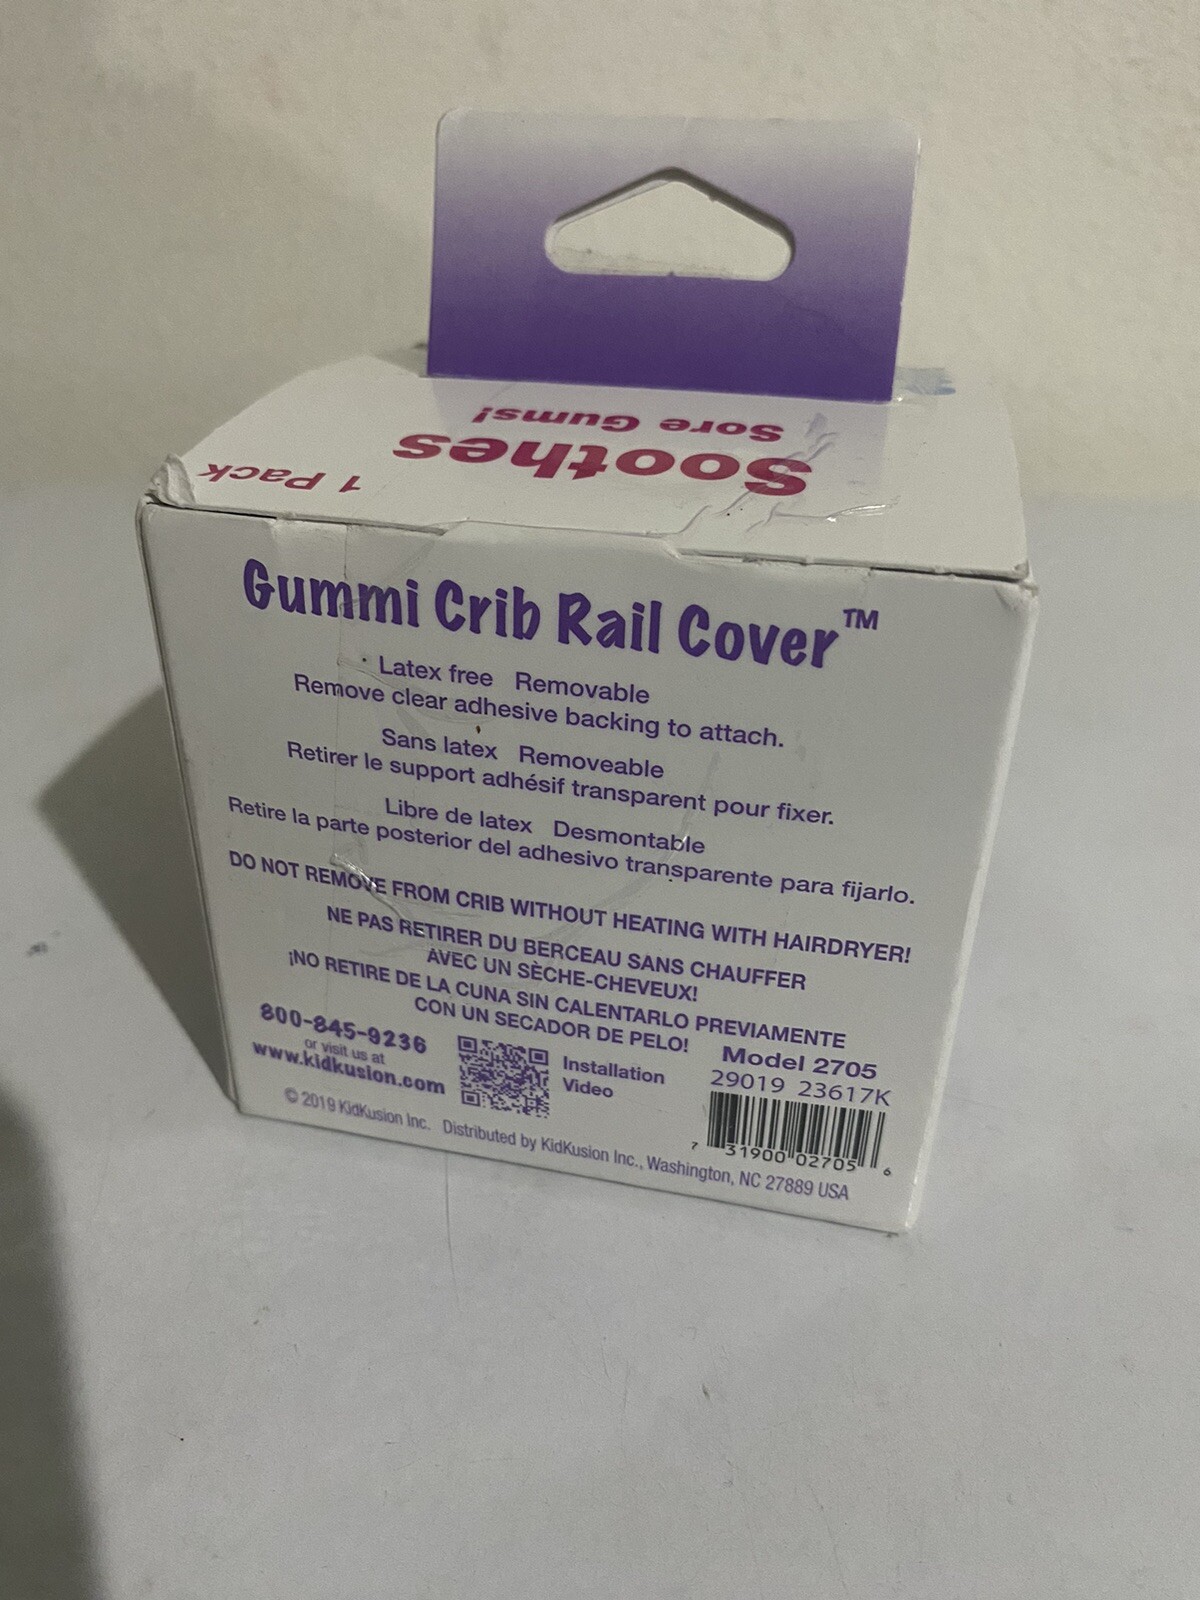 Soothes
Sore Gums!
1 Pack
Gummi Crib Rail Cover™
Latex free Removable
Remove clear adhesive backing to attach.
Sans latex Removeable
Retirer le support adhésif transparent pour fixer.
Libre de latex Desmontable
Retire la parte posterior del adhesivo transparente para fijarlo.
DO NOT REMOVE FROM CRIB WITHOUT HEATING WITH HAIRDRYER!
NE PAS RETIRER DU BERCEAU SANS CHAUFFER
AVEC UN SÈCHE-CHEVEUX!
¡NO RETIRE DE LA CUNA SIN CALENTARLO PREVIAMENTE
CON UN SECADOR DE PELO!
800-845-9236
or visit us at
www.kidkusion.com
Installation
Video
Model 2705
29019 23617K
7 31900 02705 6
© 2019 KidKusion Inc. Distributed by KidKusion Inc., Washington, NC 27889 USA